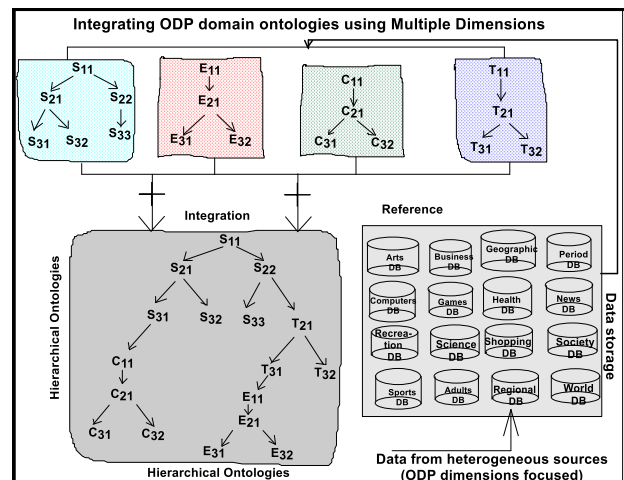 Integrating ODP domain ontologies using Multiple Dimensions
S11
S21 S22
S31 S32 S33
E11
E21
E31 E32
C11
C21
C31 C32
T11
T21
T31 T32
Integration
Hierarchical Ontologies
S11
S21 S22
S31 S32 S33 T21
C11 T31 T32
C21 E11
C31 C32 E21
E31 E32
Hierarchical Ontologies
Reference
Arts
DB
Business
DB
Geographic
DB
Period
DB
Computers
DB
Games
DB
Health
DB
News
DB
Recrea-
tion
DB
Science
DB
Shopping
DB
Society
DB
Sports
DB
Adults
DB
Regional
DB
World
DB
Data storage
Data from heterogeneous sources
(ODP dimensions focused)